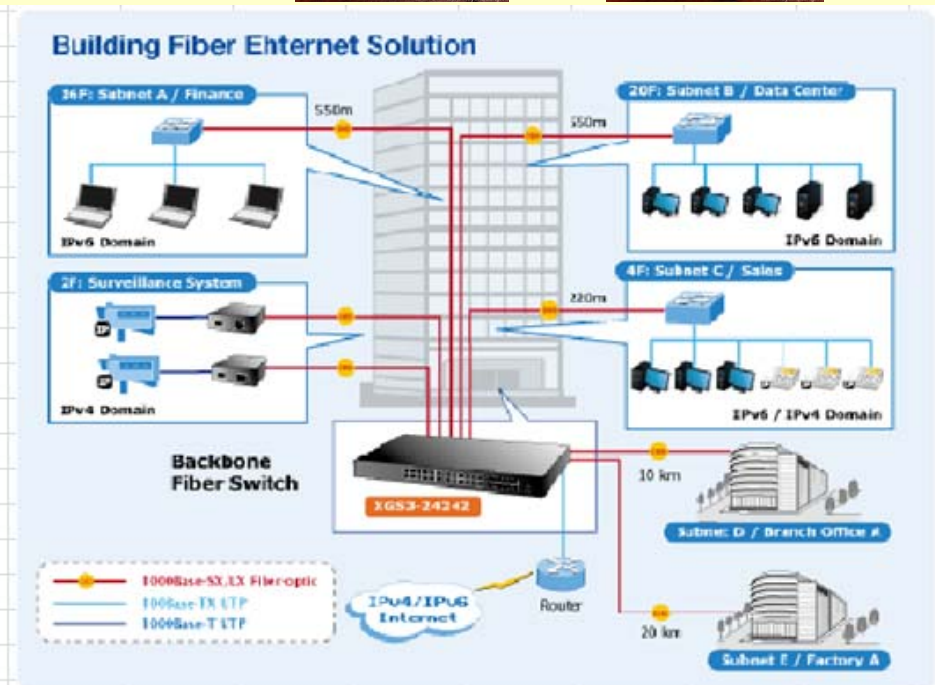 Building Fiber Ehternet Solution
16F: Subnet A / Finance
550m
IPv6 Domain
20F: Subnet B / Data Center
550m
IPv6 Domain
2F: Surveillance System
IP
IP
IPv4 Domain
4F: Subnet C / Sales
220m
IPv6 / IPv4 Domain
Backbone
Fiber Switch
XGS3-24242
10 km
Subnet D / Branch Office A
1000Base-SX/LX Fiber-optic
100Base-TX UTP
1000Base-T UTP
IPv4/IPv6
Internet
Router
20 km
Subnet E / Factory A